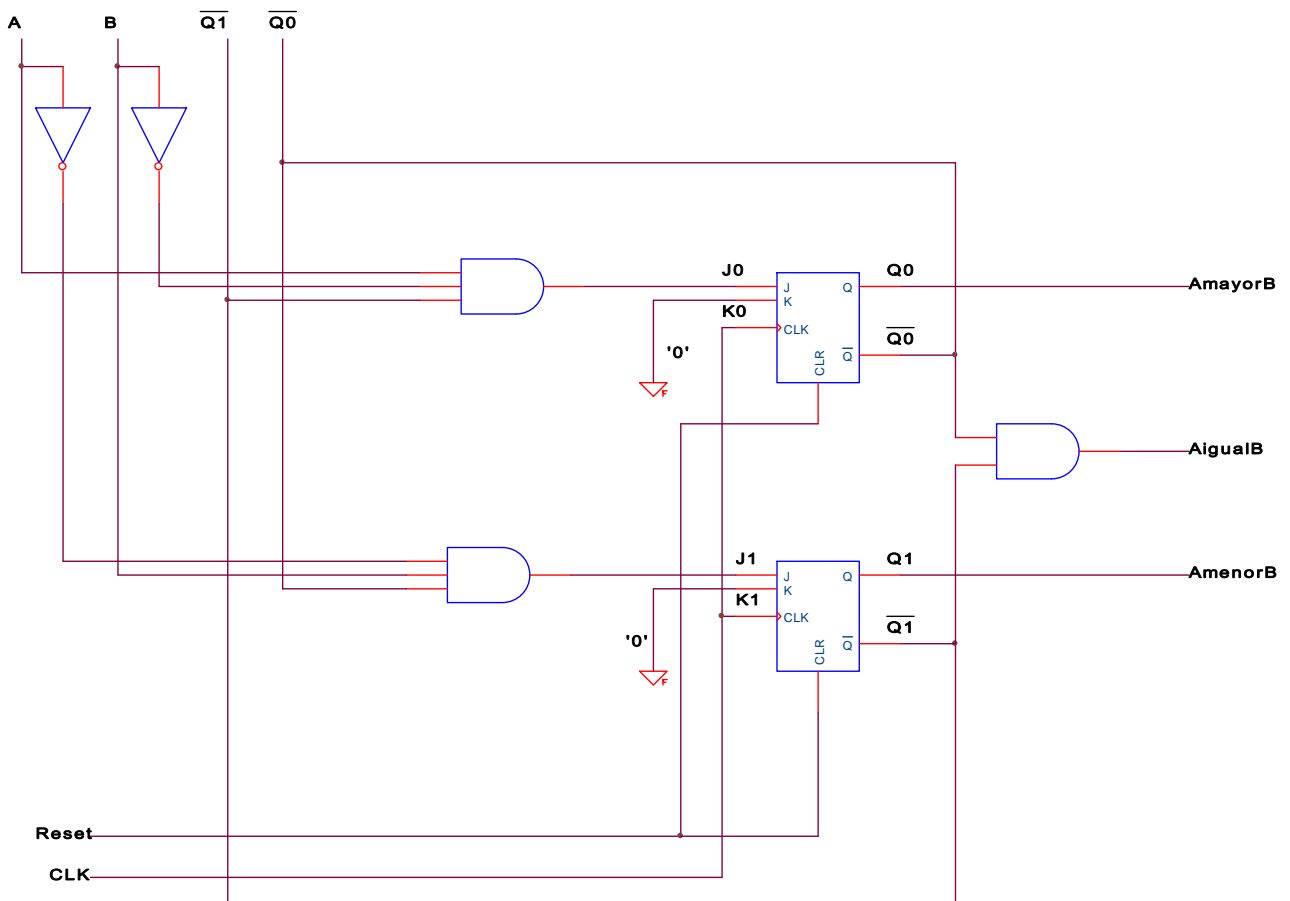 A B Q1 Q0
J0 Q0 AmayorB
J Q
K
K0
CLK
'0' Q0
CLR QI
F
AigualB
J1 Q1 AmenorB
J Q
K
K1
CLK
'0' Q1
CLR QI
F
Reset
CLK